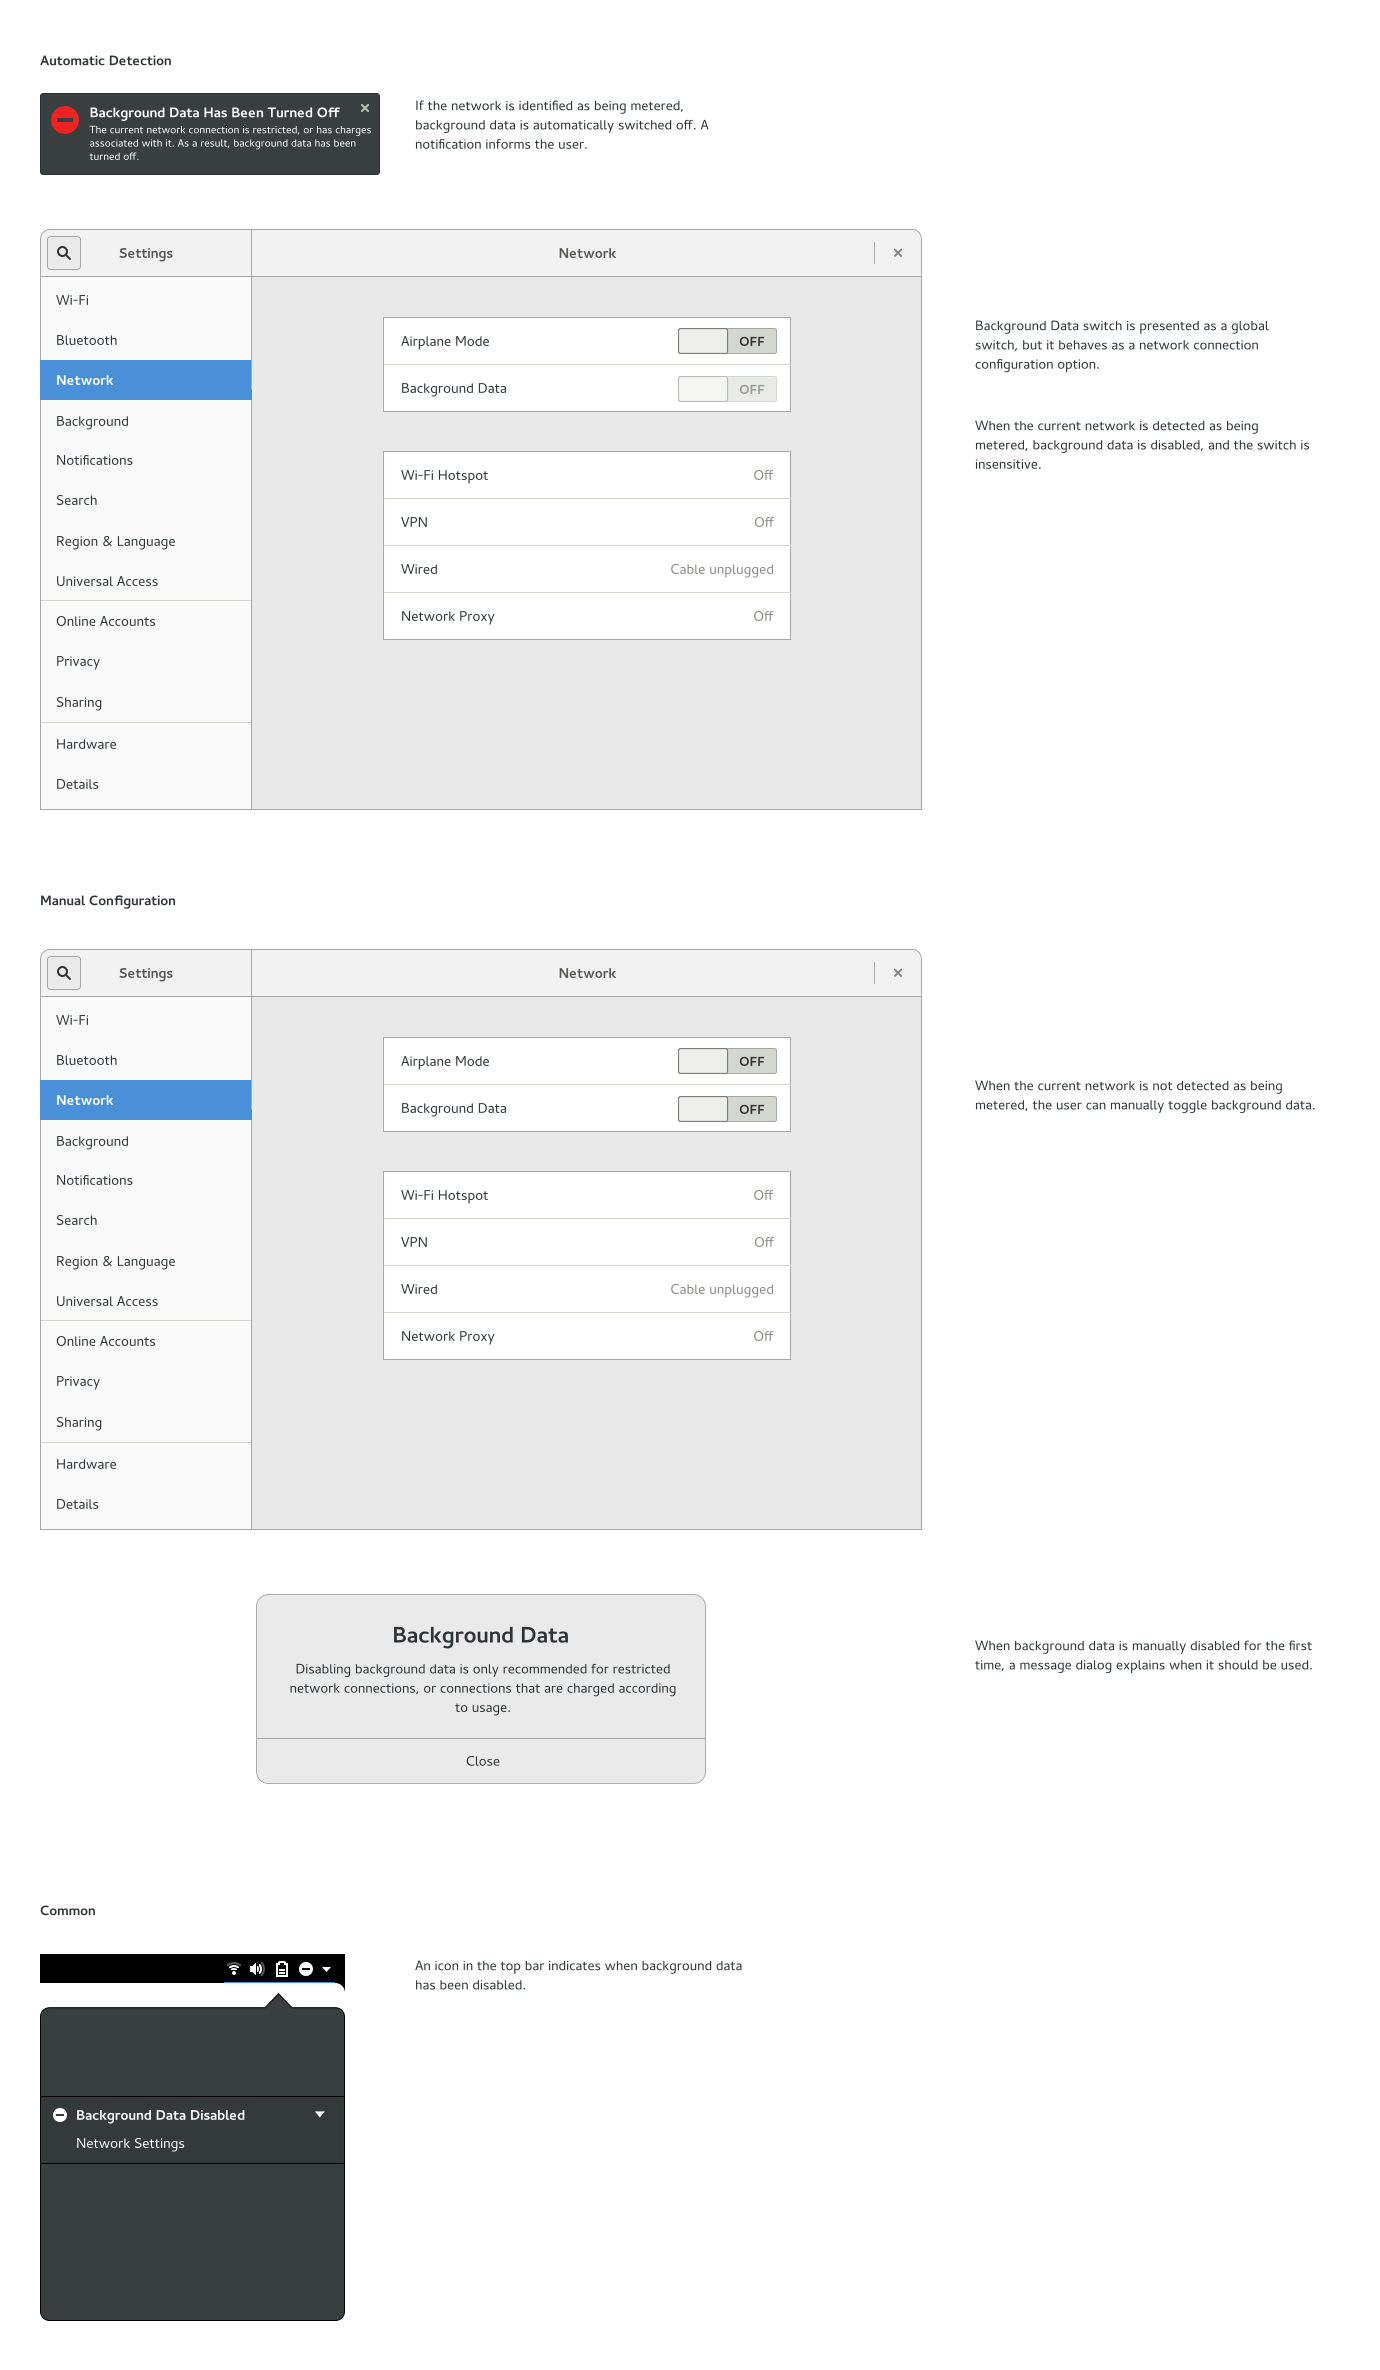 Automatic Detection
Background Data Has Been Turned Off
The current network connection is restricted, or has charges
associated with it. As a result, background data has been
turned off.
If the network is identified as being metered,
background data is automatically switched off. A
notification informs the user.
Settings
Network
Wi-Fi
Bluetooth
Network
Background
Notifications
Search
Region & Language
Universal Access
Online Accounts
Privacy
Sharing
Hardware
Details
Airplane Mode OFF
Background Data OFF
Wi-Fi Hotspot Off
VPN Off
Wired Cable unplugged
Network Proxy Off
Background Data switch is presented as a global
switch, but it behaves as a network connection
configuration option.
When the current network is detected as being
metered, background data is disabled, and the switch is
insensitive.
Manual Configuration
Settings
Network
Wi-Fi
Bluetooth
Network
Background
Notifications
Search
Region & Language
Universal Access
Online Accounts
Privacy
Sharing
Hardware
Details
Airplane Mode OFF
Background Data OFF
Wi-Fi Hotspot Off
VPN Off
Wired Cable unplugged
Network Proxy Off
When the current network is not detected as being
metered, the user can manually toggle background data.
Background Data
Disabling background data is only recommended for restricted
network connections, or connections that are charged according
to usage.
Close
When background data is manually disabled for the first
time, a message dialog explains when it should be used.
Common
An icon in the top bar indicates when background data
has been disabled.
Background Data Disabled
Network Settings